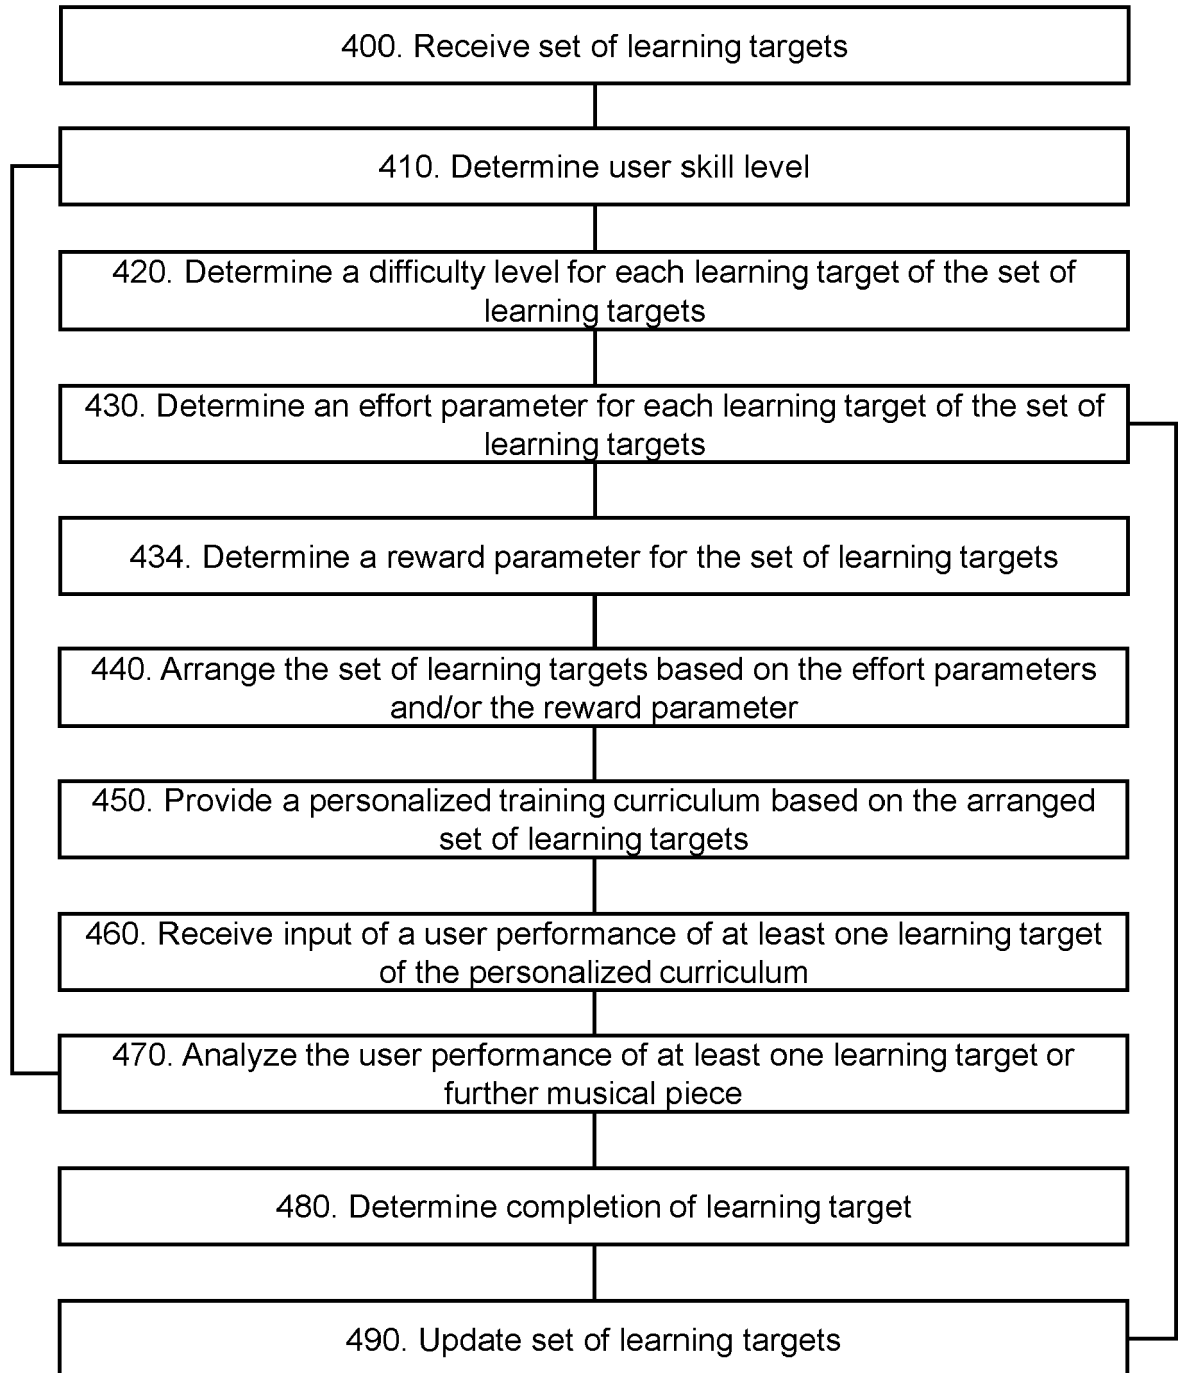 400. Receive set of learning targets
410. Determine user skill level
420. Determine a difficulty level for each learning target of the set of
learning targets
430. Determine an effort parameter for each learning target of the set of
learning targets
434. Determine a reward parameter for the set of learning targets
440. Arrange the set of learning targets based on the effort parameters
and/or the reward parameter
450. Provide a personalized training curriculum based on the arranged
set of learning targets
460. Receive input of a user performance of at least one learning target
of the personalized curriculum
470. Analyze the user performance of at least one learning target or
further musical piece
480. Determine completion of learning target
490. Update set of learning targets